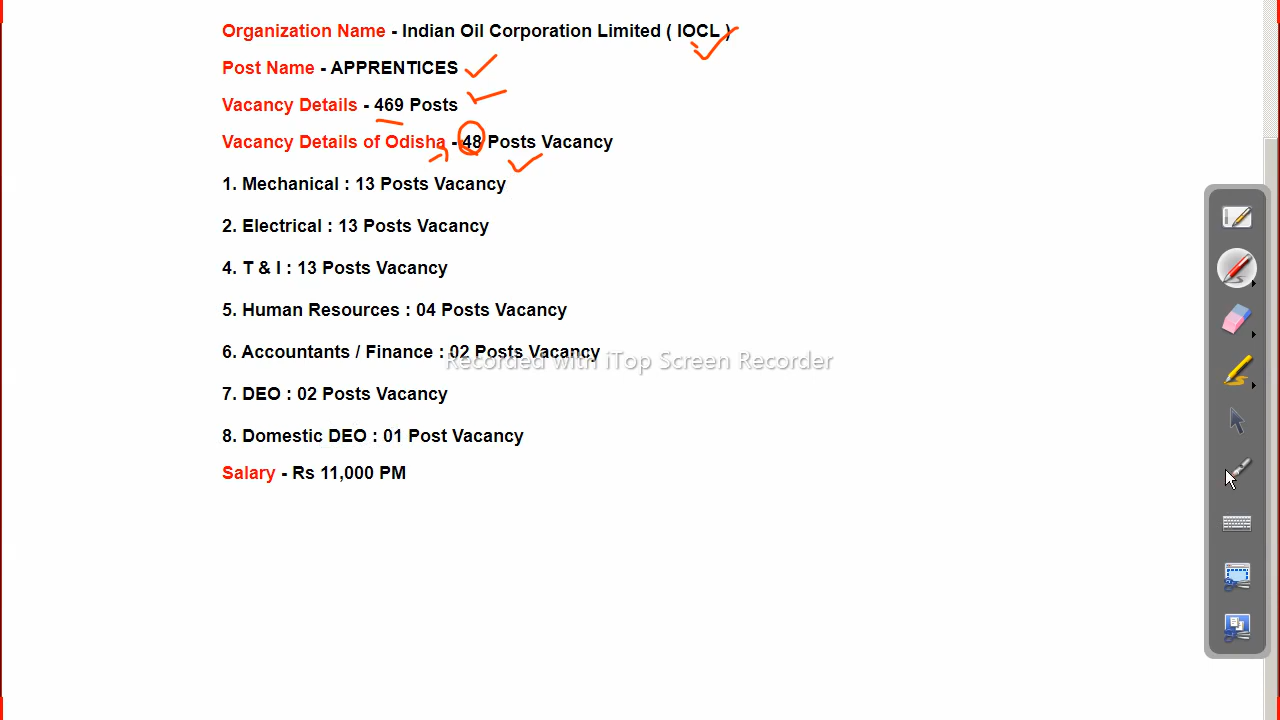 Organization Name - Indian Oil Corporation Limited ( IOCL )
Post Name - APPRENTICES
Vacancy Details - 469 Posts
Vacancy Details of Odisha - 48 Posts Vacancy
1. Mechanical : 13 Posts Vacancy
2. Electrical : 13 Posts Vacancy
4. T & I : 13 Posts Vacancy
5. Human Resources : 04 Posts Vacancy
6. Accountants / Finance : 02 Posts Vacancy
Recorded with iTop Screen Recorder
7. DEO : 02 Posts Vacancy
8. Domestic DEO : 01 Post Vacancy
Salary - Rs 11,000 PM